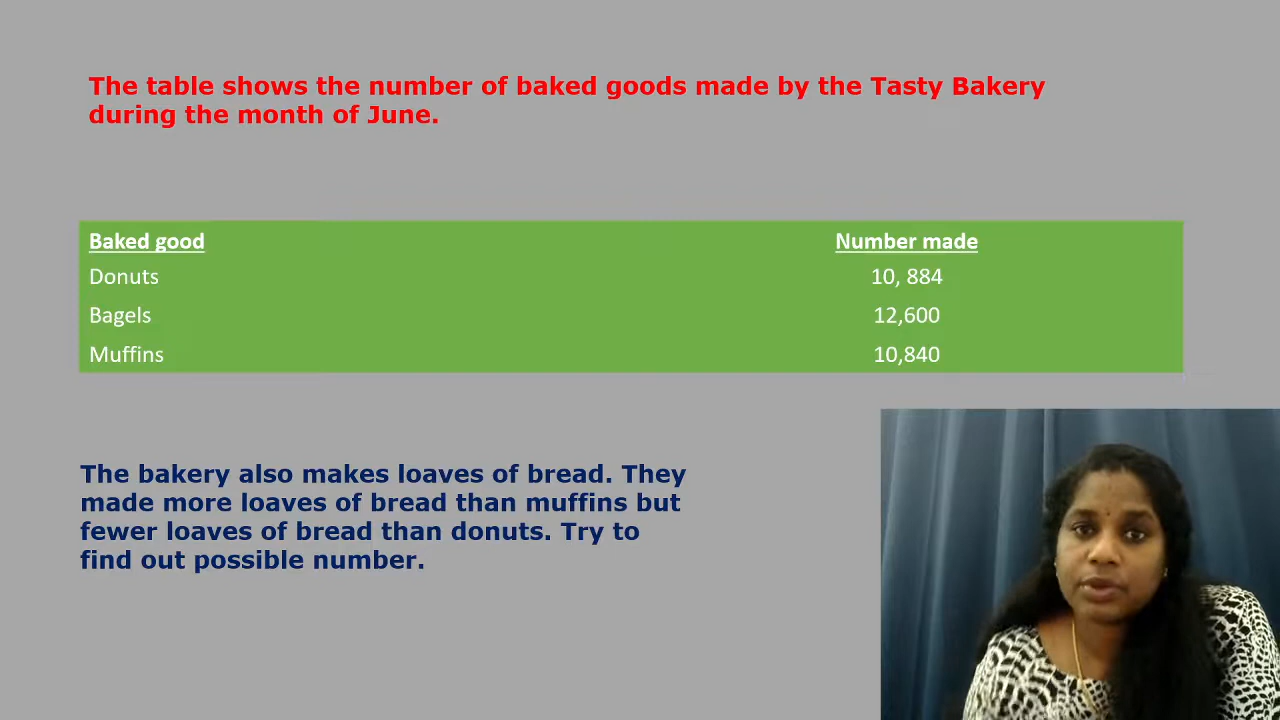 The table shows the number of baked goods made by the Tasty Bakery
during the month of June.
Baked good Number made
Donuts 10, 884
Bagels 12,600
Muffins 10,840
The bakery also makes loaves of bread. They
made more loaves of bread than muffins but
fewer loaves of bread than donuts. Try to
find out possible number.